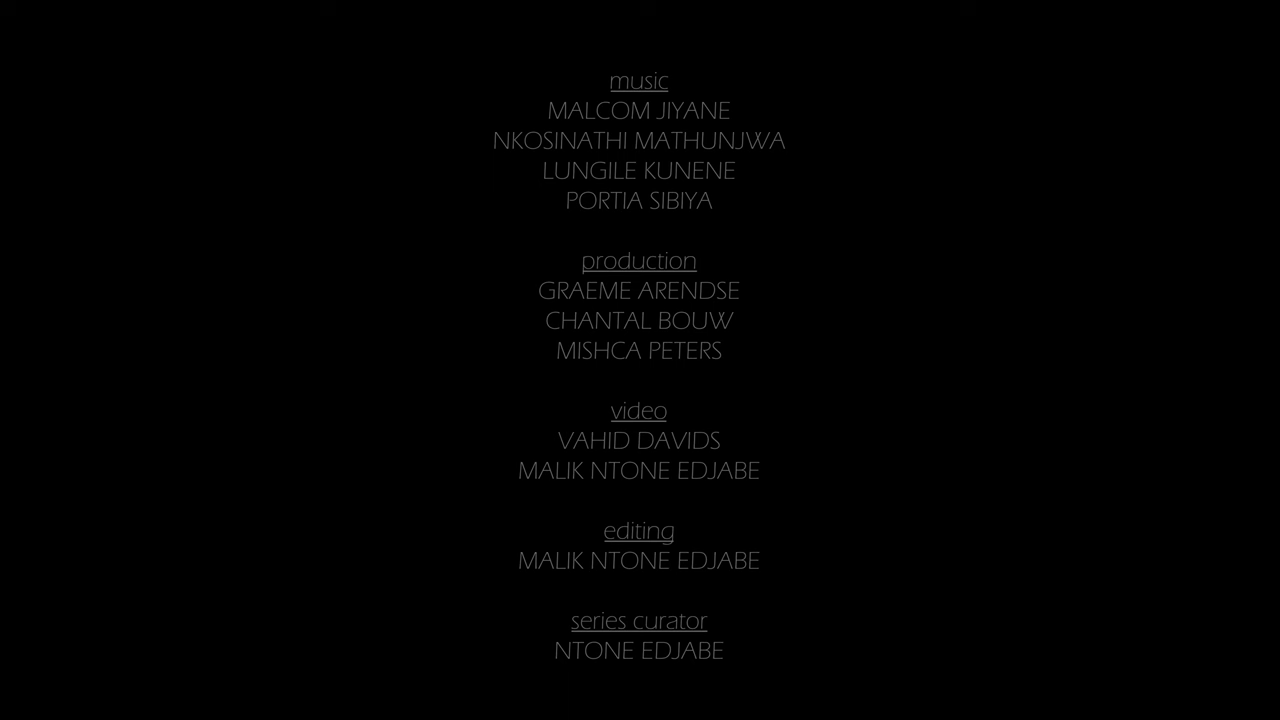 music
MALCOM JIYANE
NKOSINATHI MATHUNJWA
LUNGILE KUNENE
PORTIA SIBIYA
production
GRAEME ARENDSE
CHANTAL BOUW
MISHCA PETERS
video
VAHID DAVIDS
MALIK NTONE EDJABE
editing
MALIK NTONE EDJABE
series curator
NTONE EDJABE